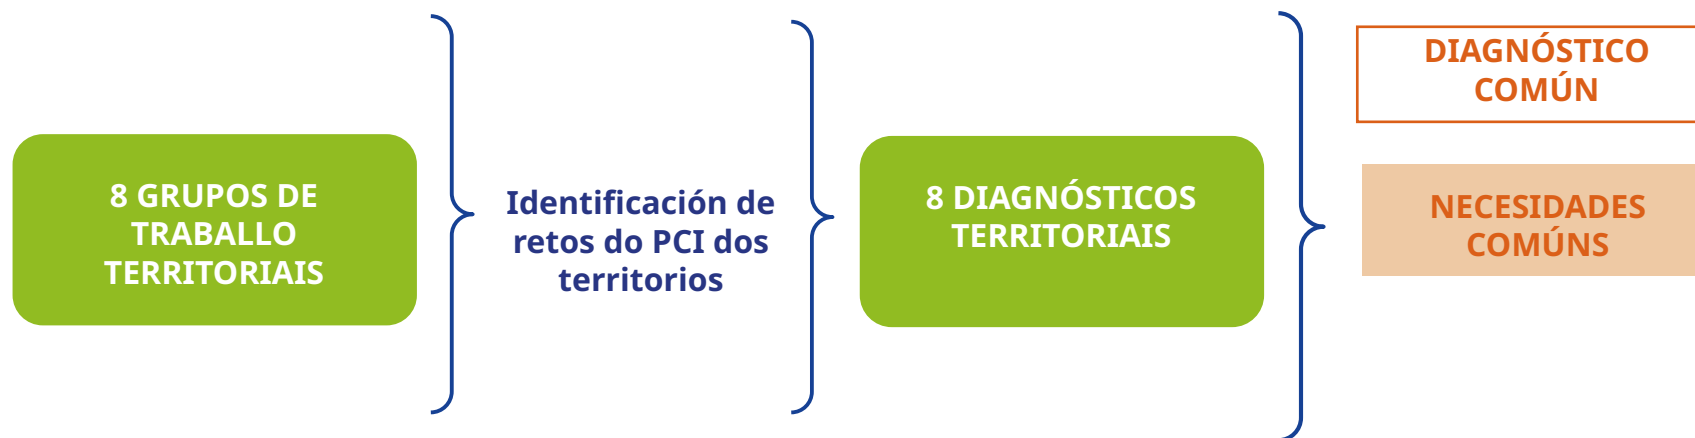 8 GRUPOS DE
TRABALLO
TERRITORIAIS
Identificación de
retos do PCI dos
territorios
8 DIAGNÓSTICOS
TERRITORIAIS
DIAGNÓSTICO
COMÚN
NECESIDADES
COMÚNS